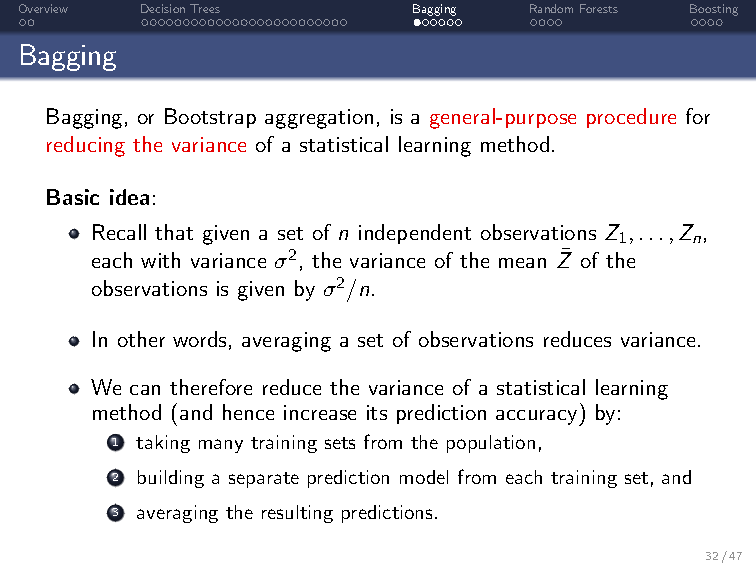 Overview Decision Trees Bagging Random Forests Boosting
Bagging
Bagging, or Bootstrap aggregation, is a general-purpose procedure for
reducing the variance of a statistical learning method.
Basic idea:
Recall that given a set of n independent observations Z₁, . . . , Zₙ,
each with variance σ², the variance of the mean Z̄ of the
observations is given by σ²/n.
In other words, averaging a set of observations reduces variance.
We can therefore reduce the variance of a statistical learning
method (and hence increase its prediction accuracy) by:
1 taking many training sets from the population,
2 building a separate prediction model from each training set, and
3 averaging the resulting predictions.
32 / 47